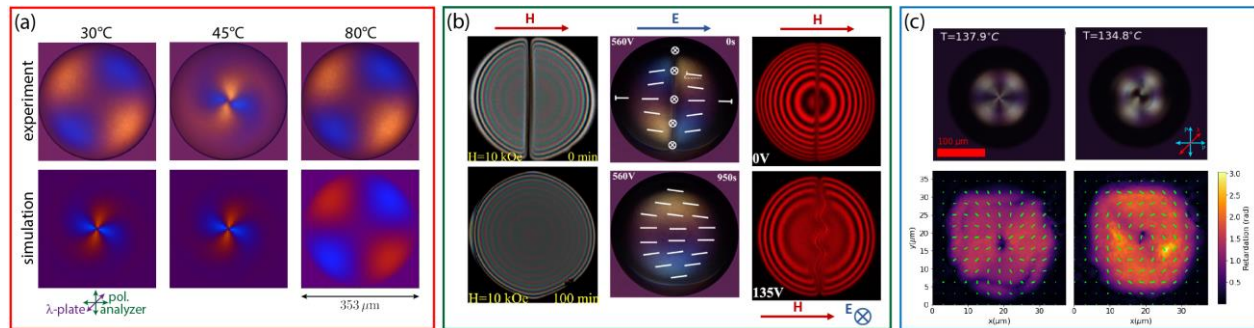 (a)
30℃ 45℃ 80℃
experiment
simulation
λ-plate
pol.
analyzer
353 μm
(b)
H E H
560V 0s
H=10 kOe 0 min
0V
560V 950s
H=10 kOe 100 min
135V
H E
(c)
T=137.9°C T=134.8°C
100 μm
P
A
λ
y(μm)
35
30
25
20
15
10
5
0
0 10 20 30 0 10 20 30
x(μm) x(μm)
3.0
2.5
2.0
1.5
1.0
0.5
Retardation (rad)